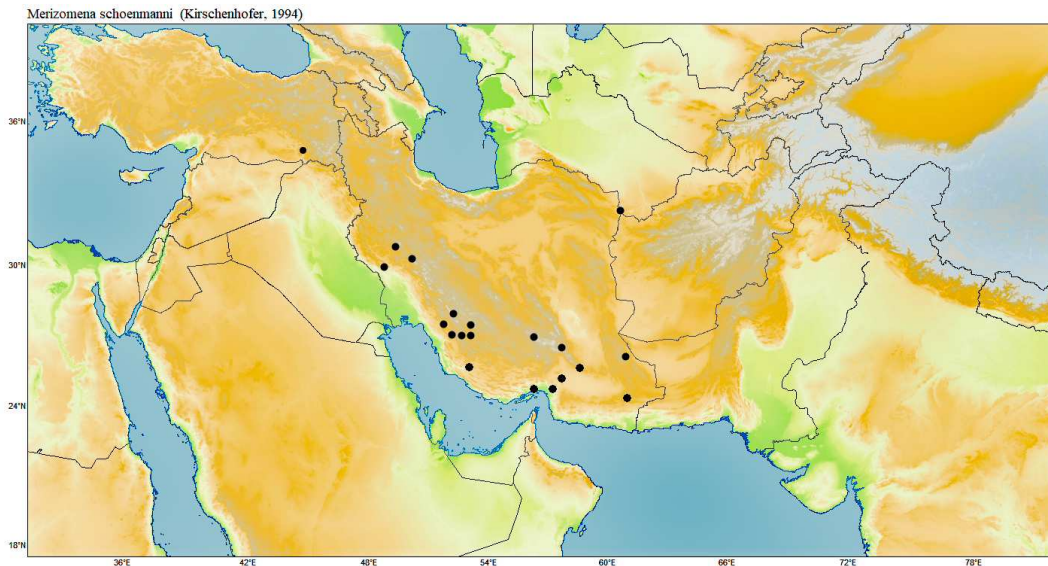 Merizomena schoenmanni (Kirschenhofer, 1994)
36°N
30°N
24°N
18°N
36°E
42°E
48°E
54°E
60°E
66°E
72°E
78°E